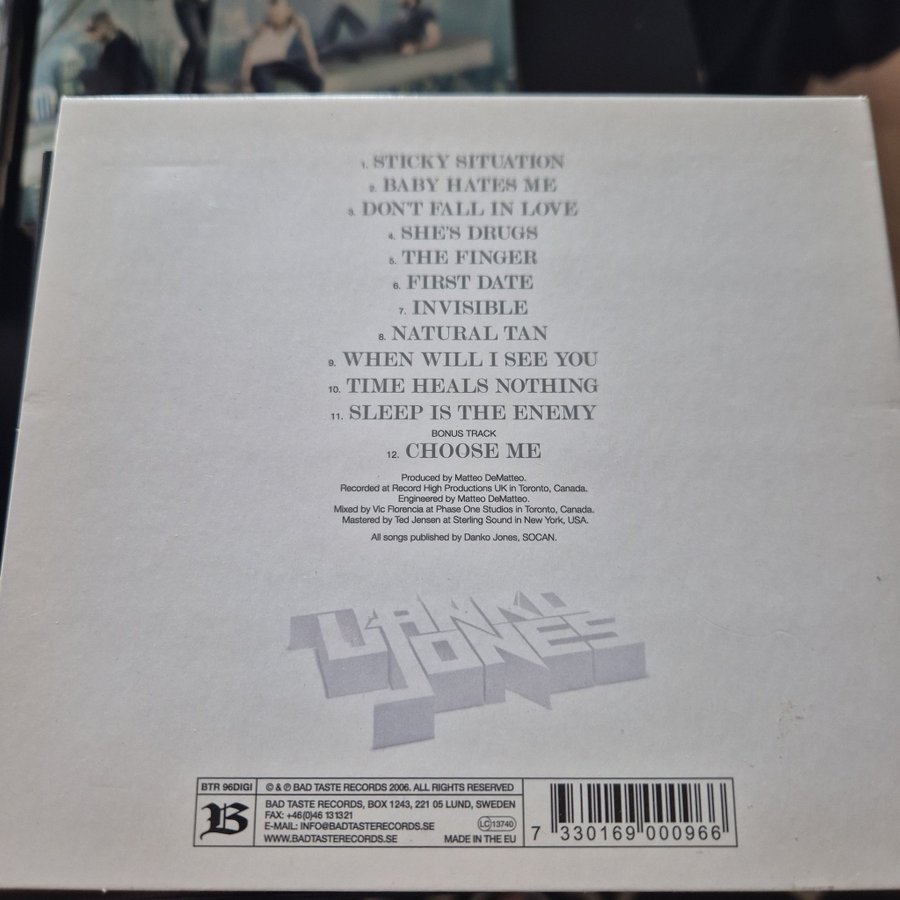 1. STICKY SITUATION
2. BABY HATES ME
3. DON'T FALL IN LOVE
4. SHE'S DRUGS
5. THE FINGER
6. FIRST DATE
7. INVISIBLE
8. NATURAL TAN
9. WHEN WILL I SEE YOU
10. TIME HEALS NOTHING
11. SLEEP IS THE ENEMY
BONUS TRACK
12. CHOOSE ME
Produced by Matteo DeMatteo.
Recorded at Record High Productions UK in Toronto, Canada.
Engineered by Matteo DeMatteo.
Mixed by Vic Florencia at Phase One Studios in Toronto, Canada.
Mastered by Ted Jensen at Sterling Sound in New York, USA.
All songs published by Danko Jones, SOCAN.
DANKO
JONES
BTR 96DIGI
© & ℗ BAD TASTE RECORDS 2006. ALL RIGHTS RESERVED
B
BAD TASTE RECORDS, BOX 1243, 221 05 LUND, SWEDEN
FAX: +46(0)46 131321
E-MAIL: INFO@BADTASTERECORDS.SE
LC 13740
WWW.BADTASTERECORDS.SE MADE IN THE EU
7 330169 000966